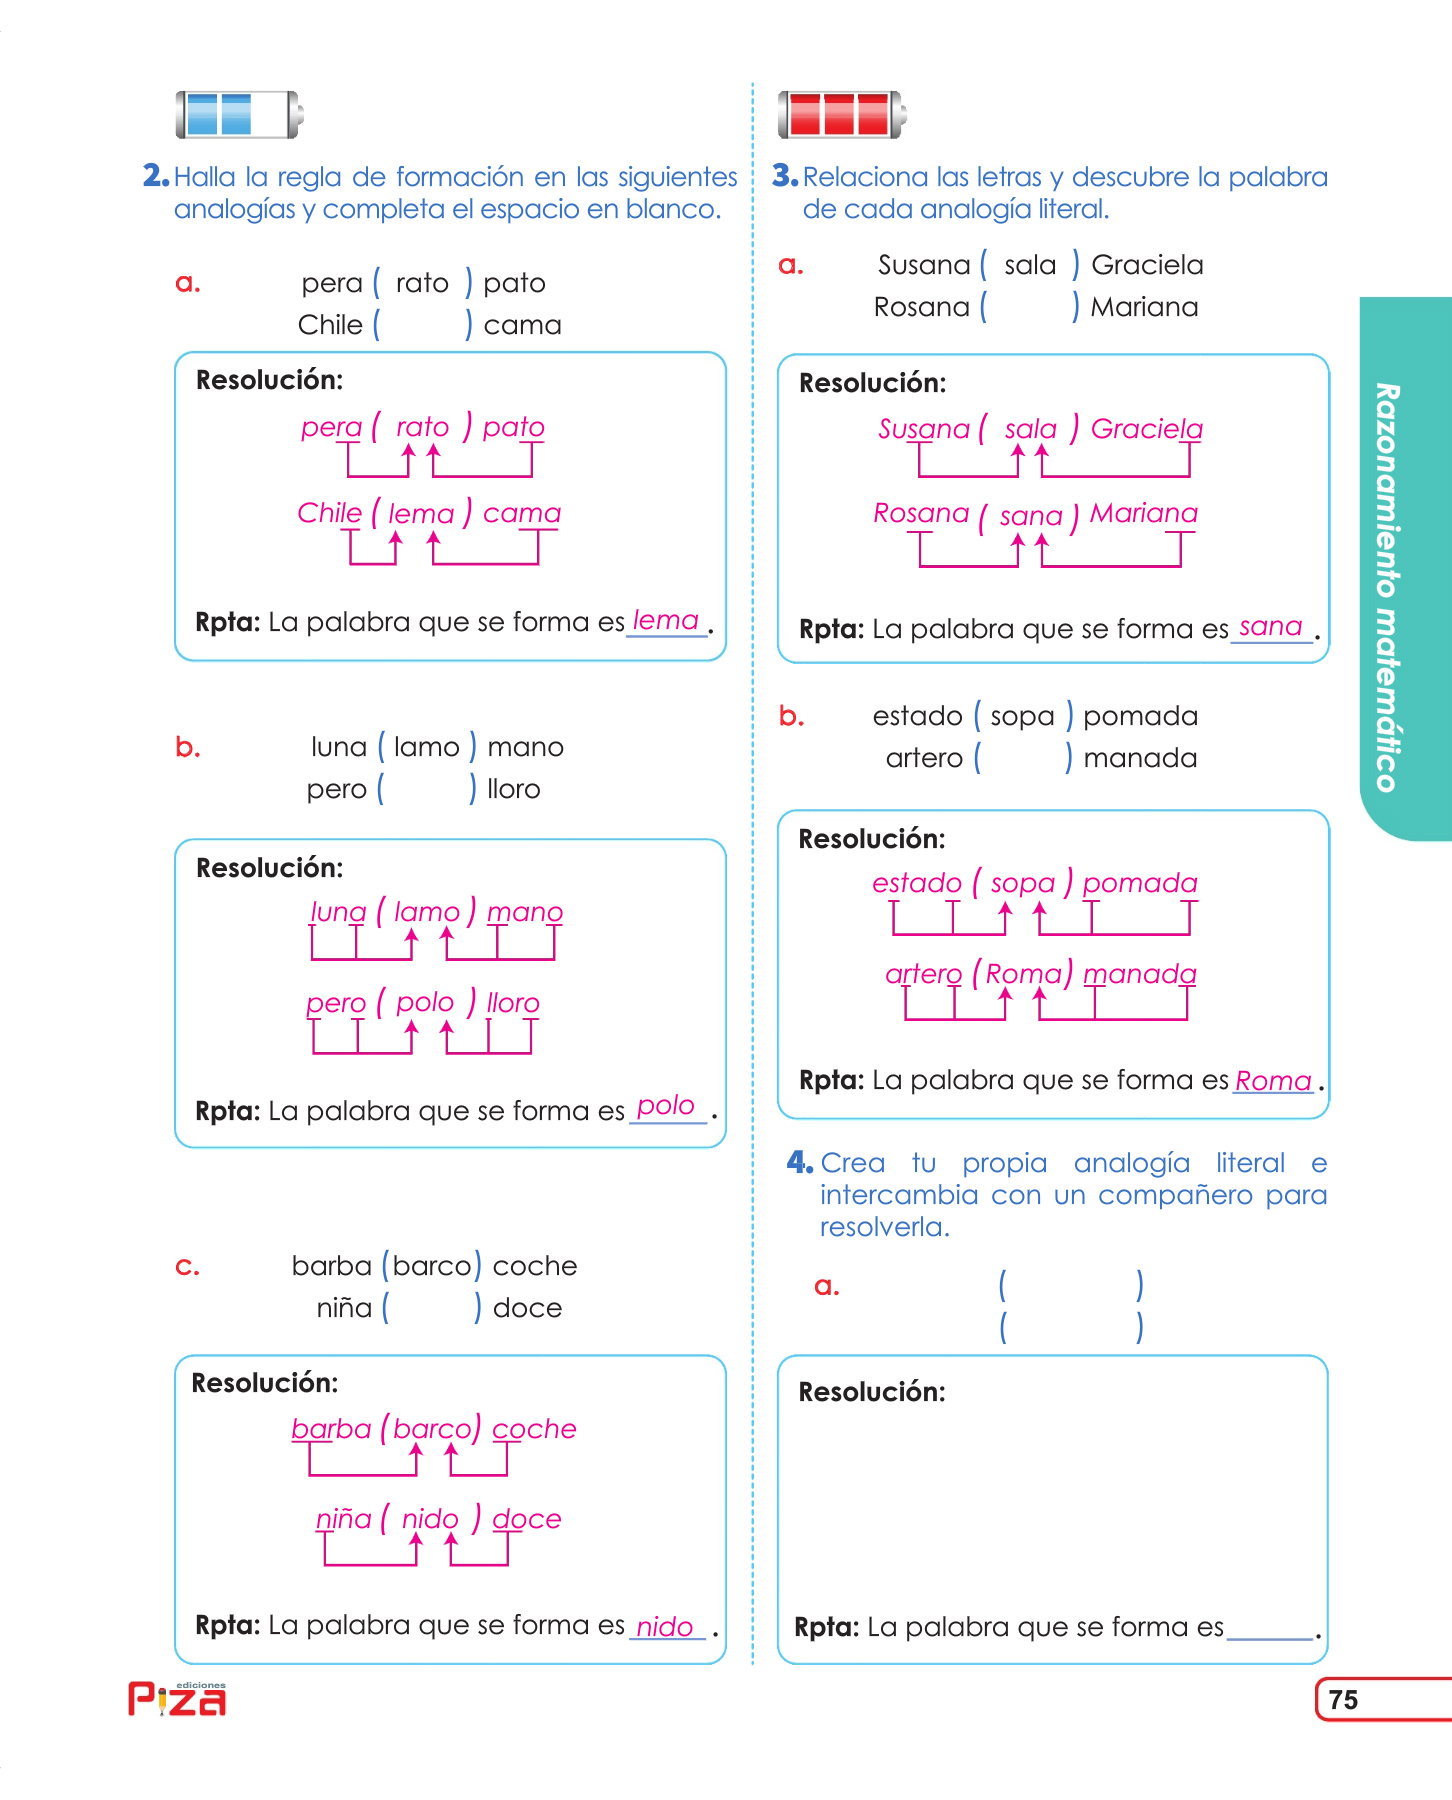 2. Halla la regla de formación en las siguientes
analogías y completa el espacio en blanco.
a. pera ( rato ) pato
Chile ( ) cama
Resolución:
pera ( rato ) pato
Chile ( lema ) cama
Rpta: La palabra que se forma es lema.
b. luna ( lamo ) mano
pero ( ) lloro
Resolución:
luna ( lamo ) mano
pero ( polo ) lloro
Rpta: La palabra que se forma es polo.
c. barba (barco) coche
niña ( ) doce
Resolución:
barba (barco) coche
niña ( nido ) doce
Rpta: La palabra que se forma es nido.
3. Relaciona las letras y descubre la palabra
de cada analogía literal.
a. Susana ( sala ) Graciela
Rosana ( ) Mariana
Resolución:
Susana ( sala ) Graciela
Rosana ( sana ) Mariana
Rpta: La palabra que se forma es sana.
b. estado ( sopa ) pomada
artero ( ) manada
Resolución:
estado ( sopa ) pomada
artero (Roma) manada
Rpta: La palabra que se forma es Roma.
4. Crea tu propia analogía literal e
intercambia con un compañero para
resolverla.
a. ( )
( )
Resolución:
Rpta: La palabra que se forma es______.
Razonamiento matemático
ediciones
Piza
75